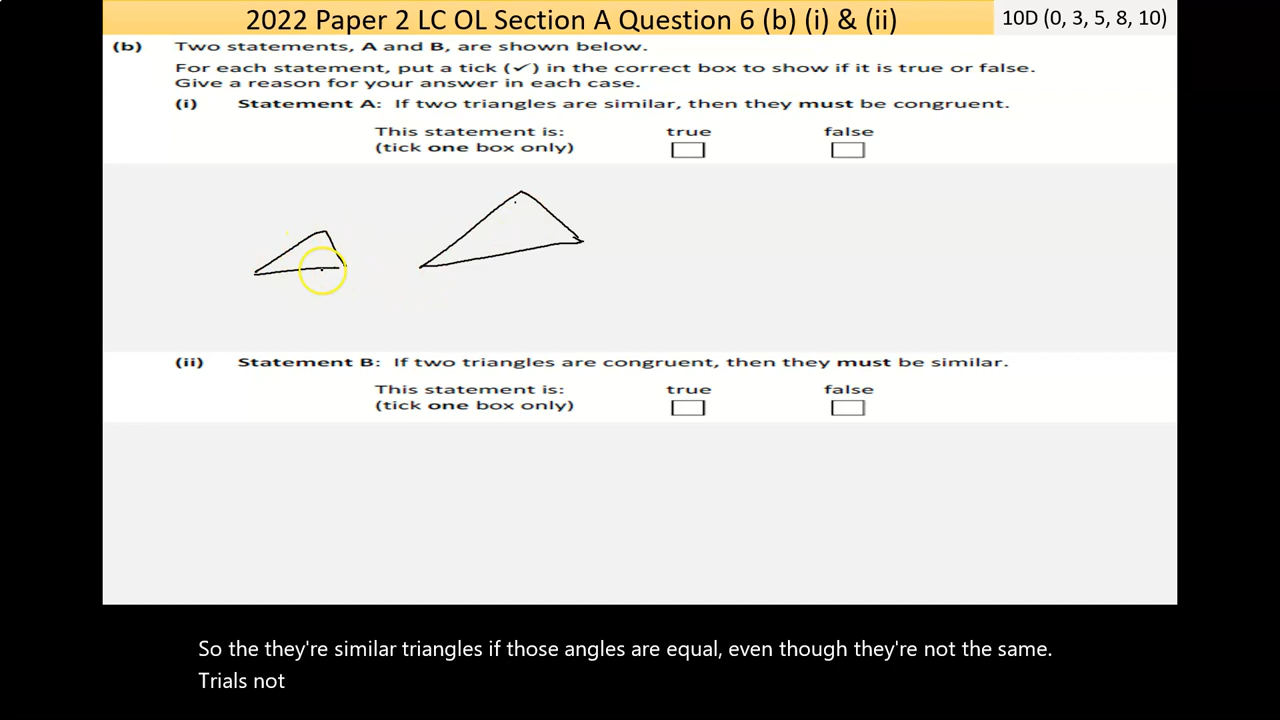 2022 Paper 2 LC OL Section A Question 6 (b) (i) & (ii)
10D (0, 3, 5, 8, 10)
(b) Two statements, A and B, are shown below.
For each statement, put a tick (✓) in the correct box to show if it is true or false.
Give a reason for your answer in each case.
(i) Statement A: If two triangles are similar, then they must be congruent.
This statement is: true false
(tick one box only)
(ii) Statement B: If two triangles are congruent, then they must be similar.
This statement is: true false
(tick one box only)
So the they're similar triangles if those angles are equal, even though they're not the same.
Trials not